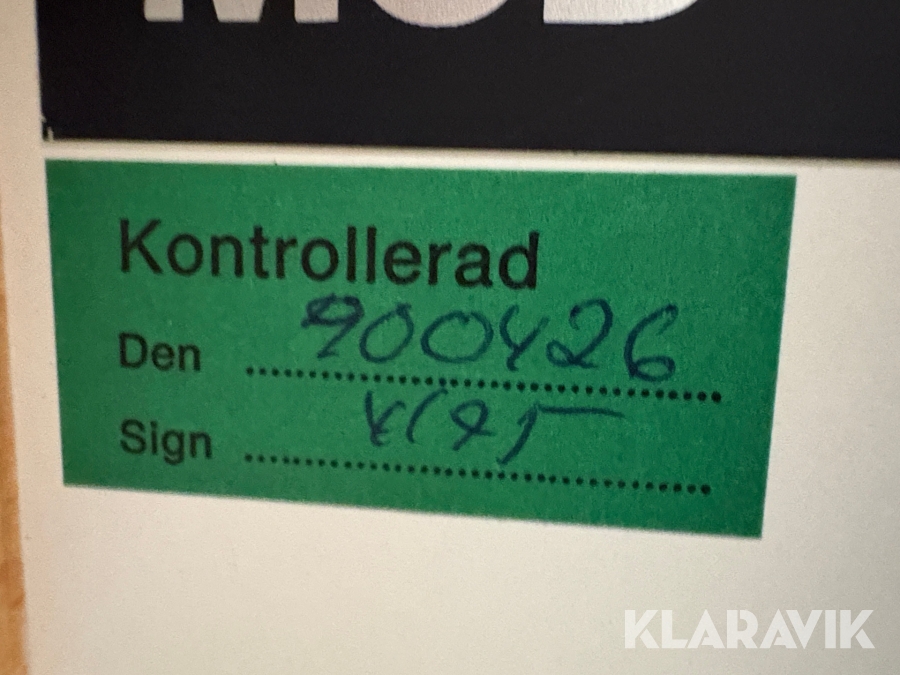 Kontrollerad
Den 900426
Sign
KLARAVIK